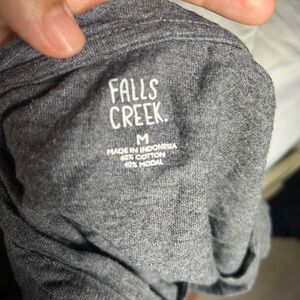 FALLS
CREEK.
M
MADE IN INDONESIA
60% COTTON
40% MODAL